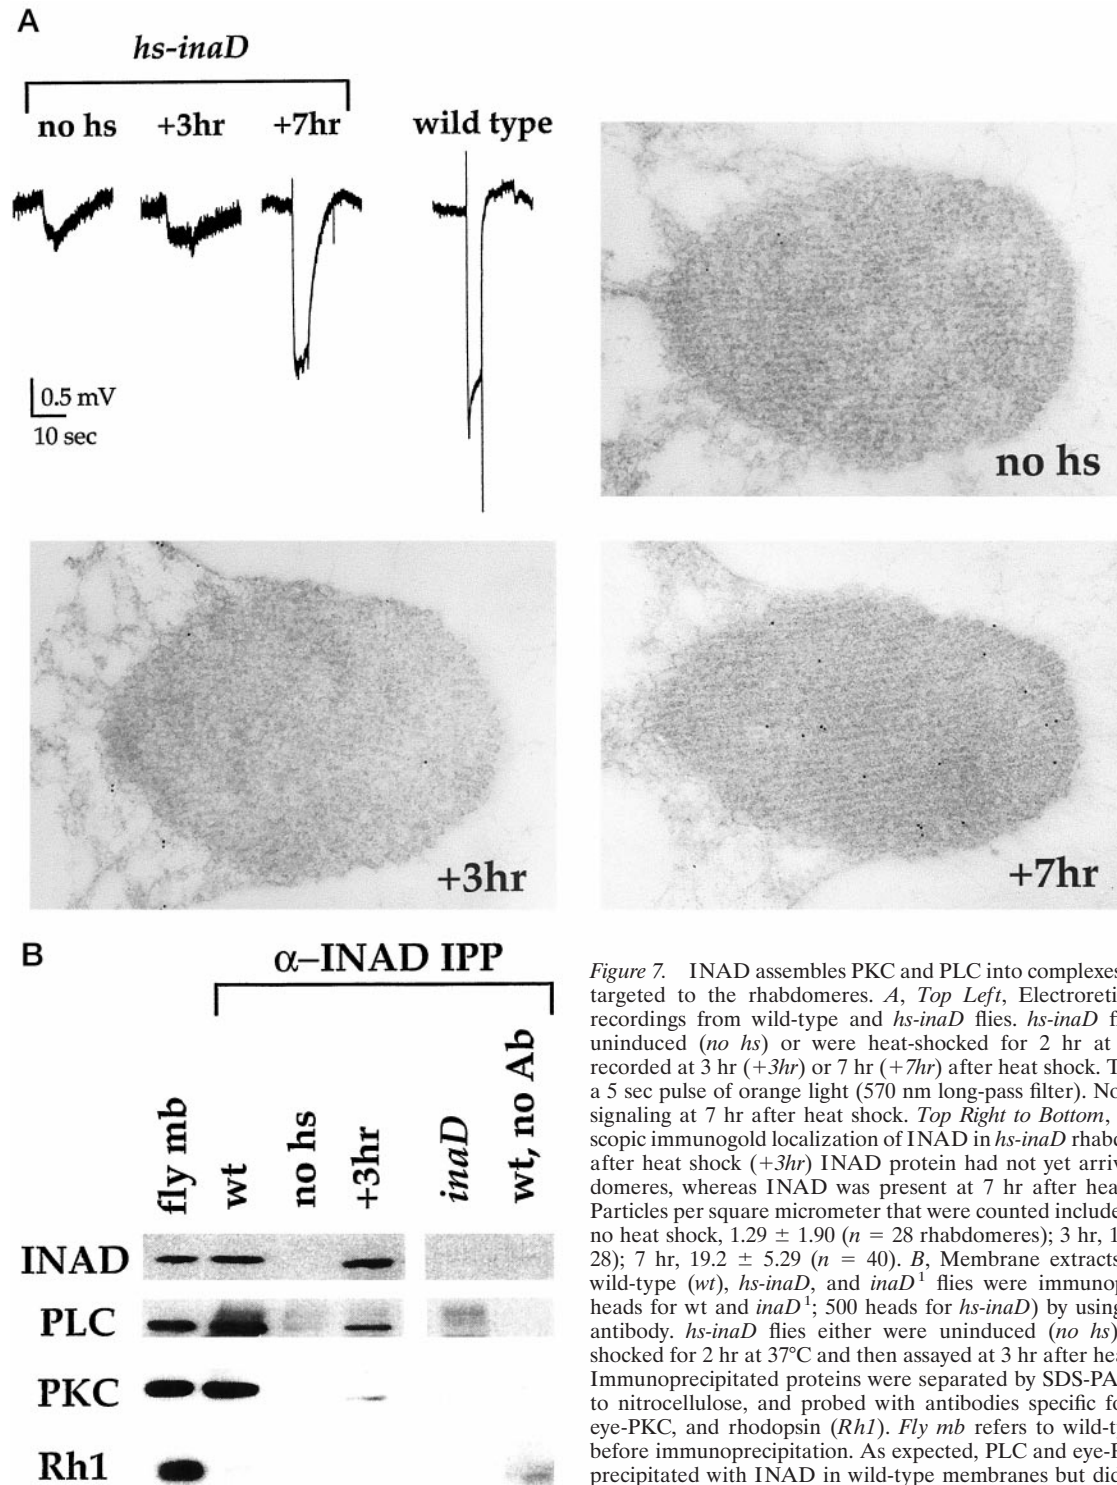 A
hs-inaD
no hs +3hr +7hr wild type
0.5 mV
10 sec
no hs
+3hr
+7hr
B
α–INAD IPP
fly mb
wt
no hs
+3hr
inaD
wt, no Ab
INAD
PLC
PKC
Rh1
Figure 7. INAD assembles PKC and PLC into complexes
targeted to the rhabdomeres. A, Top Left, Electroreti
recordings from wild-type and hs-inaD flies. hs-inaD fl
uninduced (no hs) or were heat-shocked for 2 hr at
recorded at 3 hr (+3hr) or 7 hr (+7hr) after heat shock. T
a 5 sec pulse of orange light (570 nm long-pass filter). No
signaling at 7 hr after heat shock. Top Right to Bottom,
scopic immunogold localization of INAD in hs-inaD rhabd
after heat shock (+3hr) INAD protein had not yet arriv
domeres, whereas INAD was present at 7 hr after hea
Particles per square micrometer that were counted include
no heat shock, 1.29 ± 1.90 (n = 28 rhabdomeres); 3 hr, 1
28); 7 hr, 19.2 ± 5.29 (n = 40). B, Membrane extracts
wild-type (wt), hs-inaD, and inaD1 flies were immunop
heads for wt and inaD1; 500 heads for hs-inaD) by using
antibody. hs-inaD flies either were uninduced (no hs)
shocked for 2 hr at 37°C and then assayed at 3 hr after hea
Immunoprecipitated proteins were separated by SDS-PA
to nitrocellulose, and probed with antibodies specific fo
eye-PKC, and rhodopsin (Rh1). Fly mb refers to wild-t
before immunoprecipitation. As expected, PLC and eye-P
precipitated with INAD in wild-type membranes but did